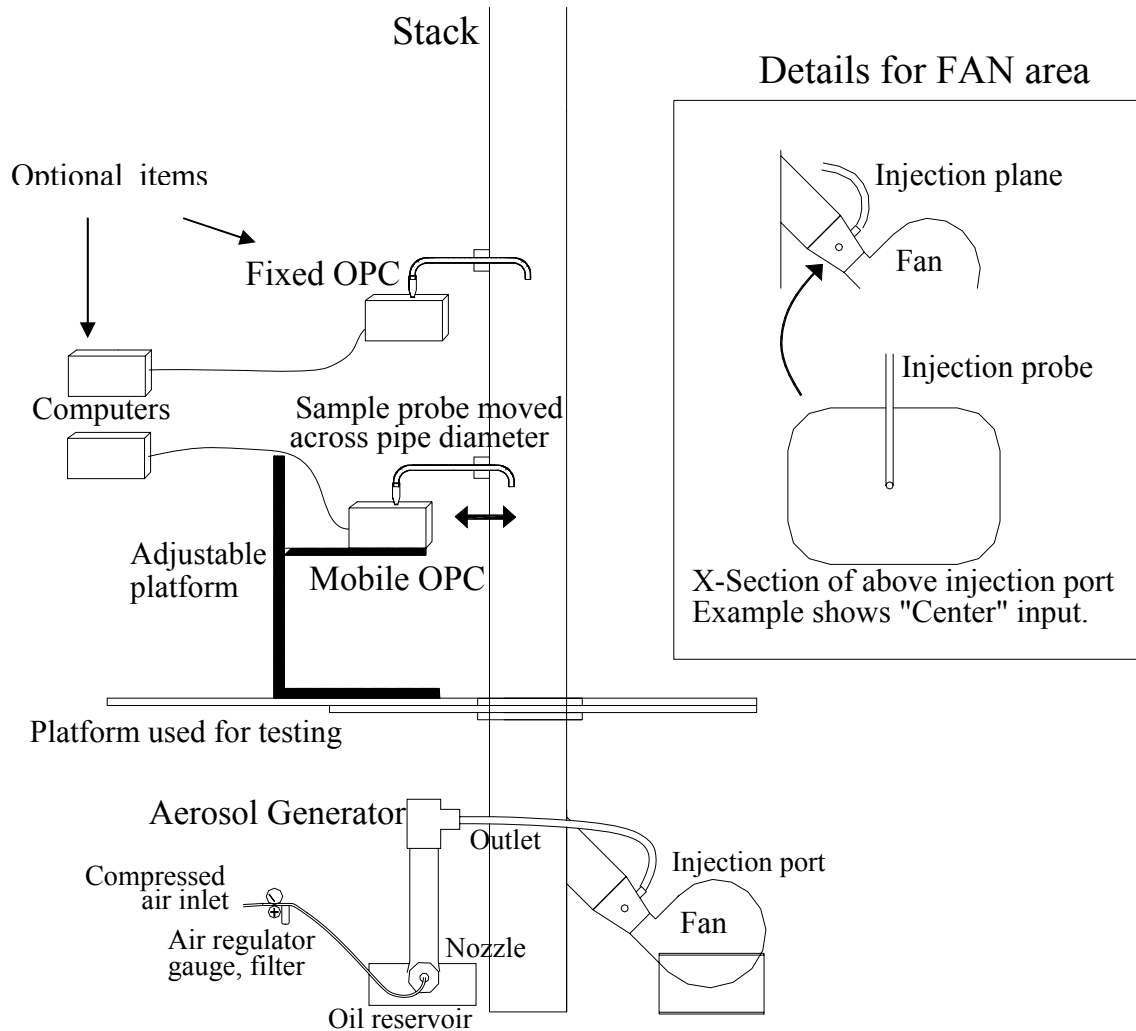 Stack
Details for FAN area
Optional items
Injection plane
Fixed OPC
Fan
Computers
Sample probe moved
across pipe diameter
Injection probe
Adjustable
platform
Mobile OPC
X-Section of above injection port
Example shows "Center" input.
Platform used for testing
Aerosol Generator
Outlet
Injection port
Compressed
air inlet
Fan
Air regulator
gauge, filter
Nozzle
Oil reservoir